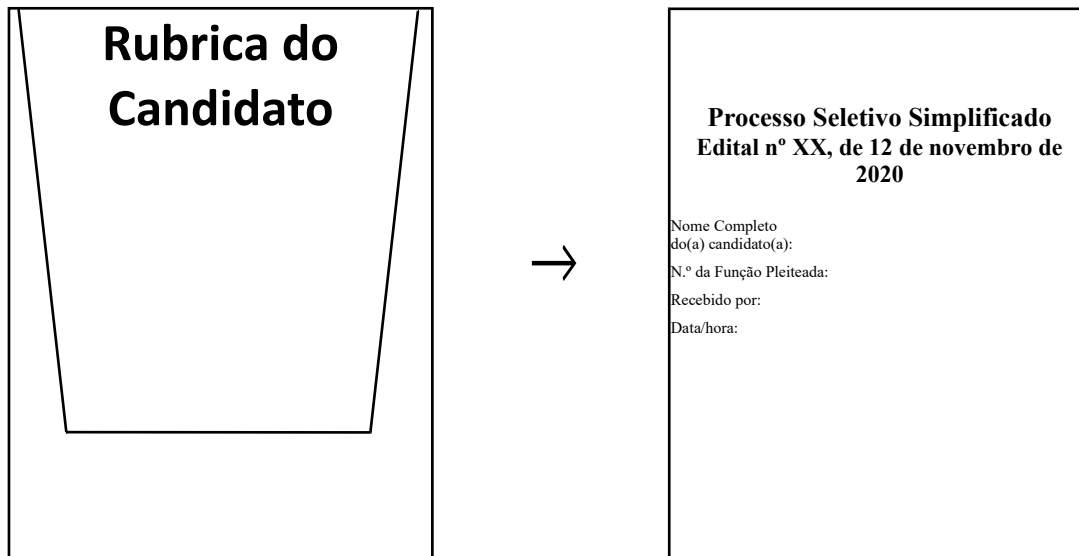 Rubrica do
Candidato
→
Processo Seletivo Simplificado
Edital nº XX, de 12 de novembro de
2020
Nome Completo
do(a) candidato(a):
N.º da Função Pleiteada:
Recebido por:
Data/hora: